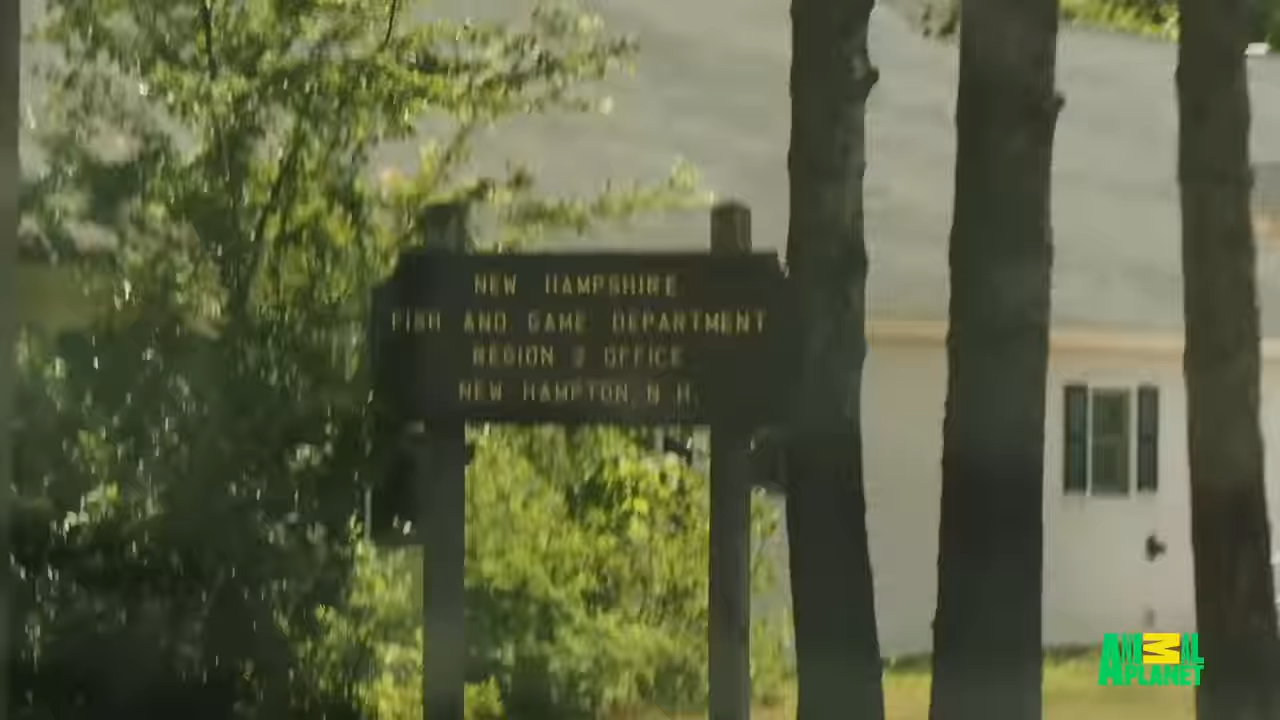 NEW HAMPSHIRE
FISH AND GAME DEPARTMENT
REGION 2 OFFICE
NEW HAMPTON, N.H.
ANIMAL
PLANET